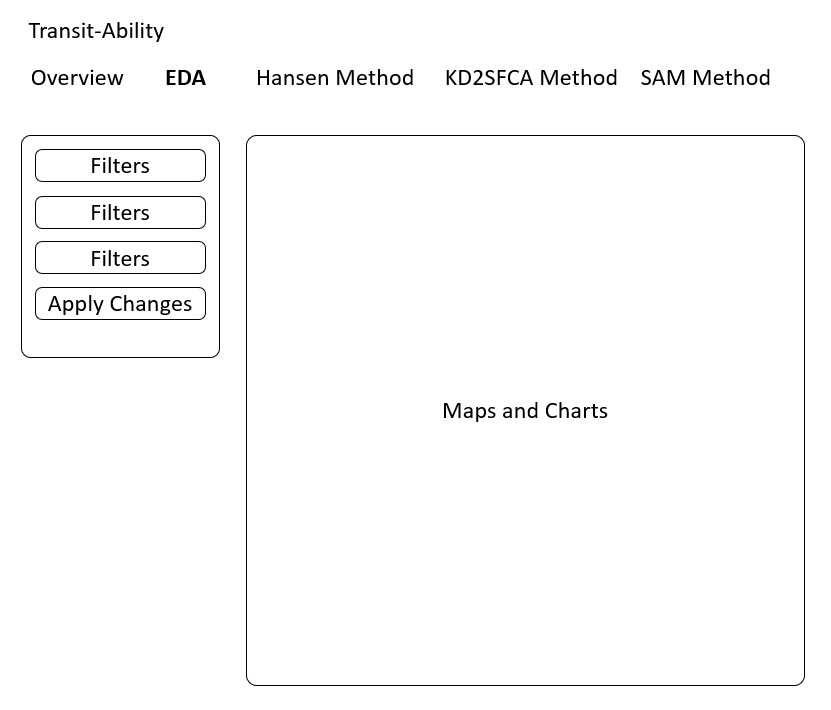 Transit-Ability
Overview EDA Hansen Method KD2SFCA Method SAM Method
Filters
Filters
Filters
Apply Changes
Maps and Charts